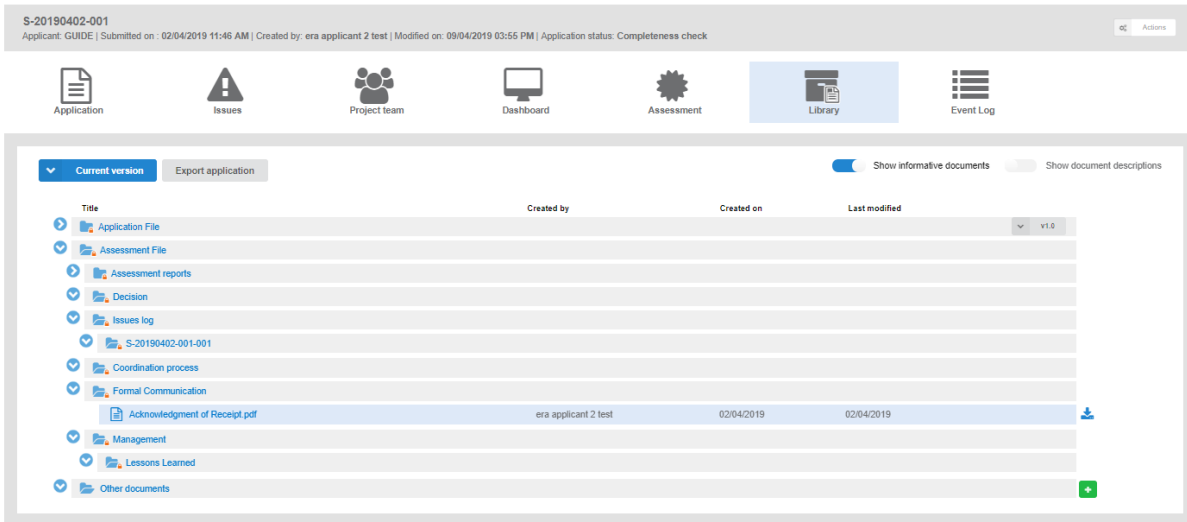 S-20190402-001
Applicant: GUIDE | Submitted on : 02/04/2019 11:46 AM | Created by: era applicant 2 test | Modified on: 09/04/2019 03:55 PM | Application status: Completeness check
Actions
Application
Issues
Project team
Dashboard
Assessment
Library
Event Log
Current version
Export application
Show informative documents
Show document descriptions
Title Created by Created on Last modified
Application File v1.0
Assessment File
Assessment reports
Decision
Issues log
S-20190402-001-001
Coordination process
Formal Communication
Acknowledgment of Receipt.pdf era applicant 2 test 02/04/2019 02/04/2019
Management
Lessons Learned
Other documents